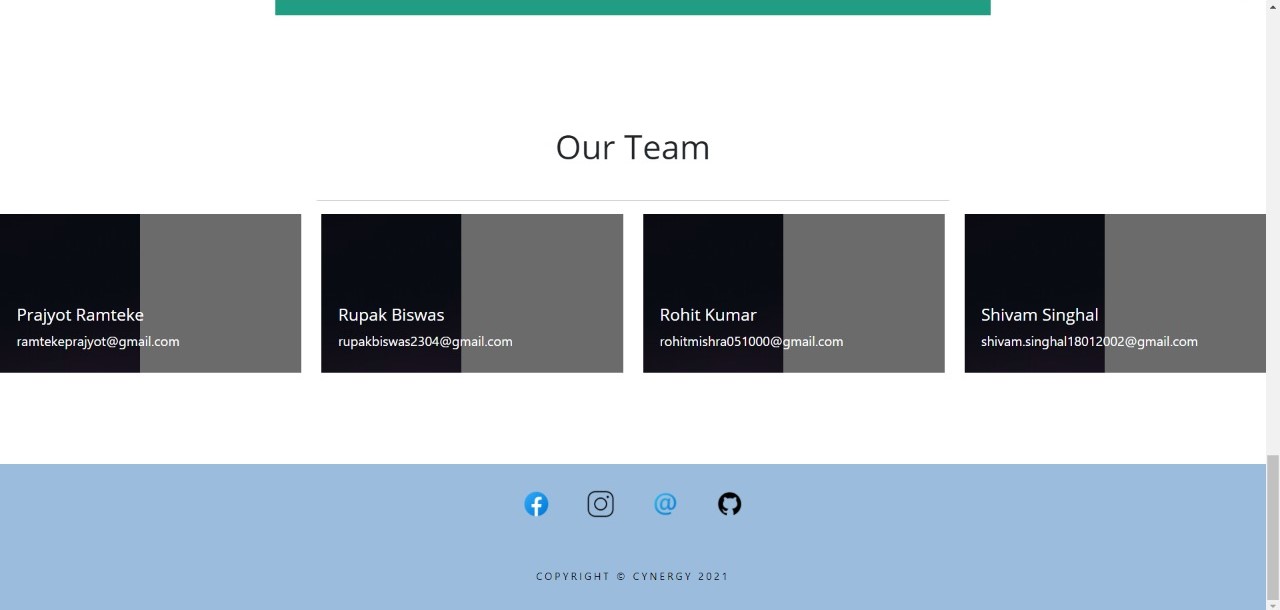 Our Team
Prajyot Ramteke
ramtekeprajyot@gmail.com
Rupak Biswas
rupakbiswas2304@gmail.com
Rohit Kumar
rohitmishra051000@gmail.com
Shivam Singhal
shivam.singhal18012002@gmail.com
COPYRIGHT © CYNERGY 2021